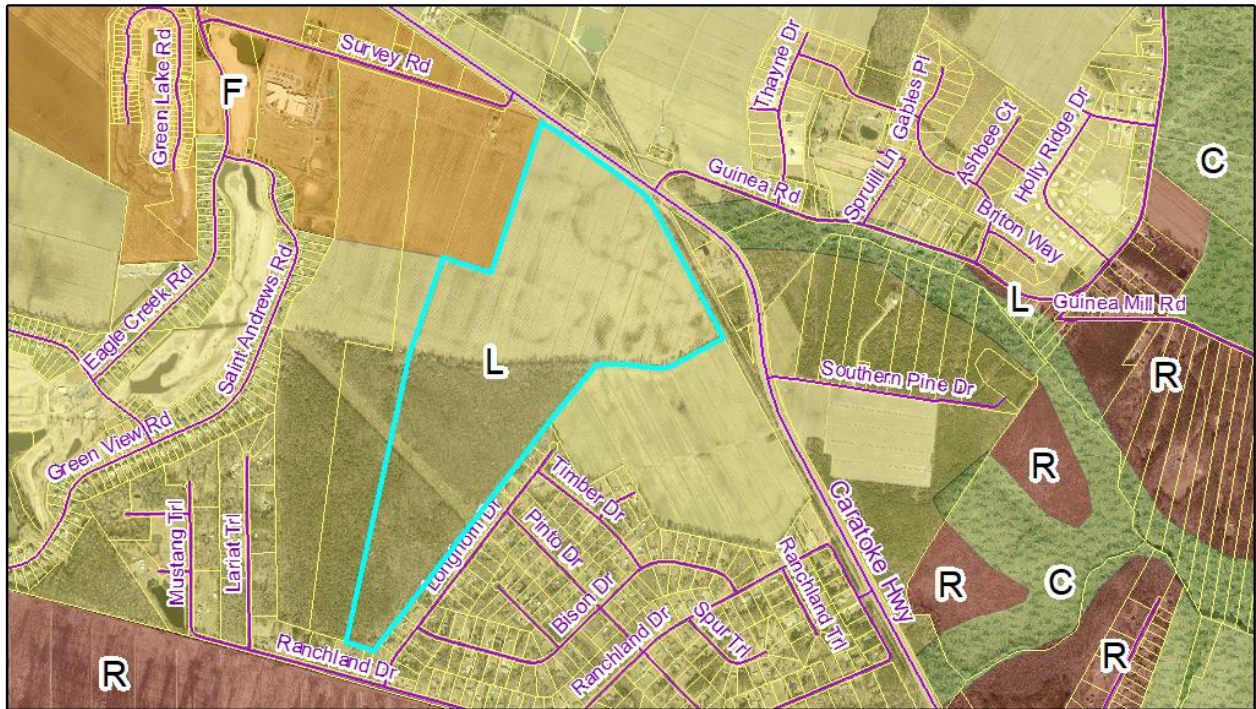 Green Lake Rd
F
Survey Rd
Thayne Dr
Gables Pl
Ashbee Ct
Holly Ridge Dr
C
Guinea Rd
Spruill Ln
Briton Way
Eagle Creek Rd
Saint Andrews Rd
L
Guinea Mill Rd
L
R
Southern Pine Dr
Green View Rd
R
Mustang Trl
Lariat Trl
Longhorn Dr
Timber Dr
Pinto Dr
Bison Dr
Ranchland Dr
Spur Trl
Ranchland Trl
Caratoke Hwy
R
C
Ranchland Dr
R
R